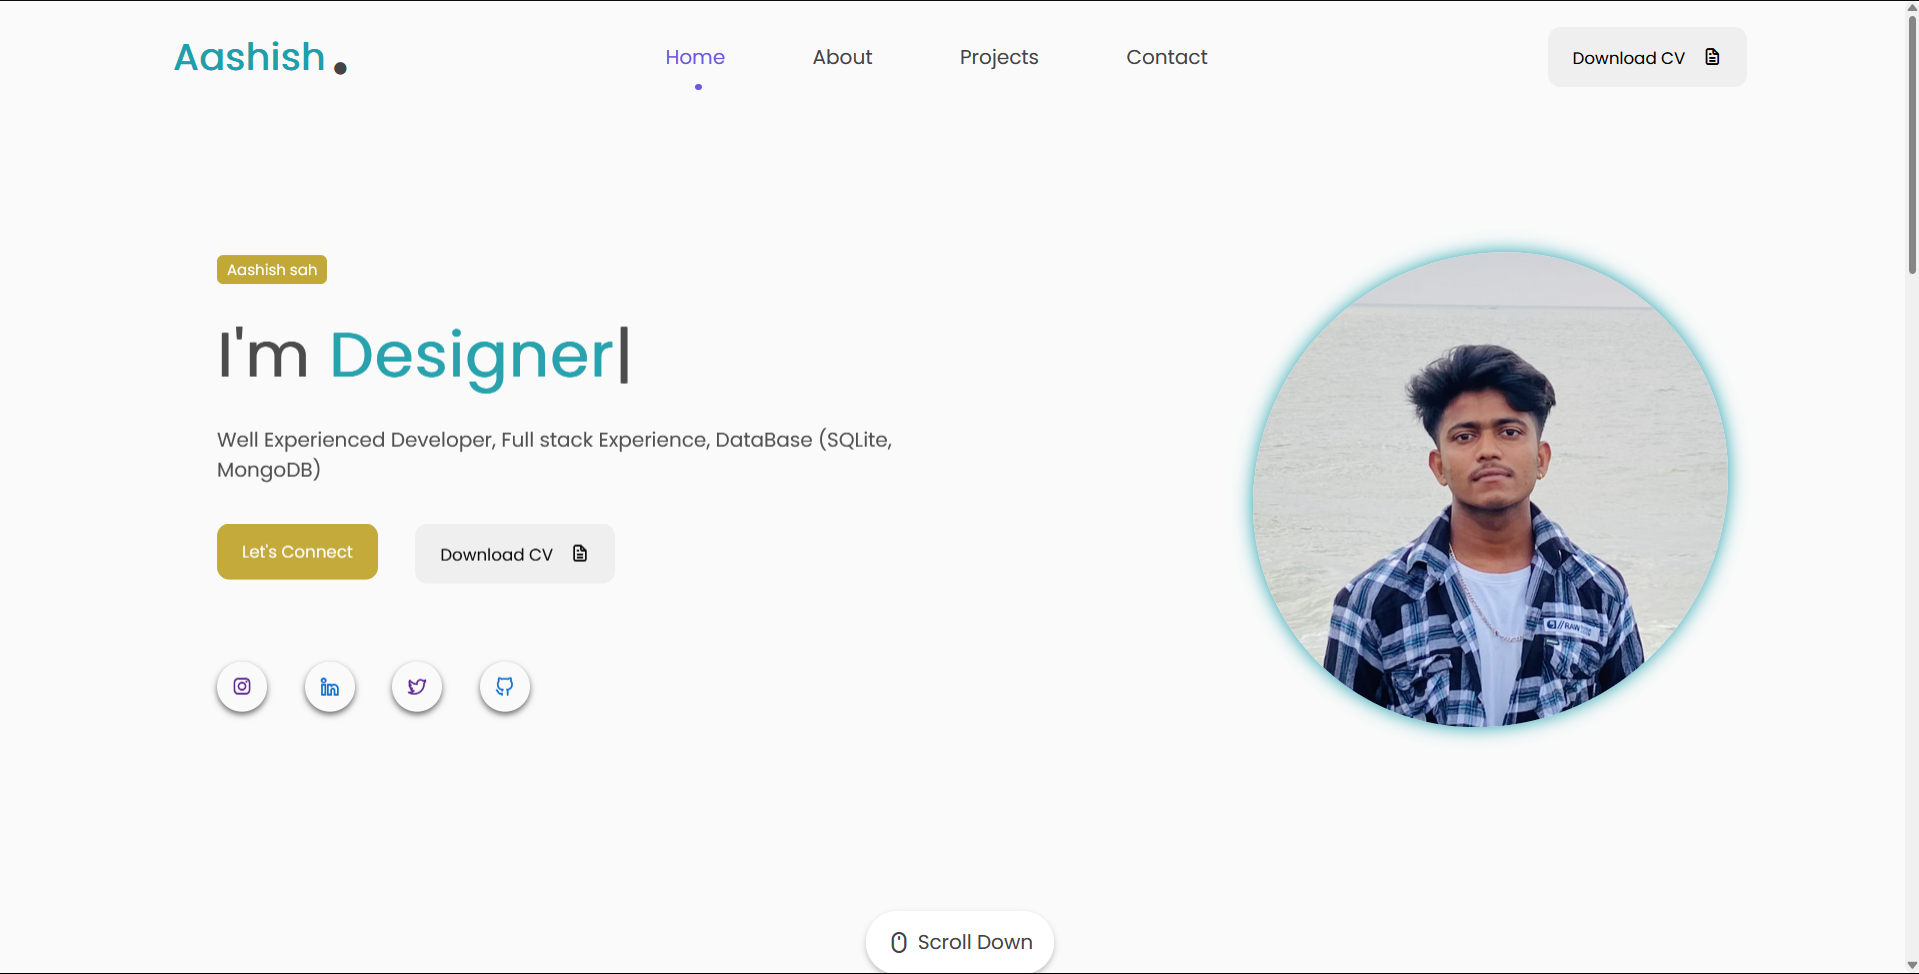 Aashish .
Home
About
Projects
Contact
Download CV
Aashish sah
I'm Designer|
Well Experienced Developer, Full stack Experience, DataBase (SQLite,
MongoDB)
Let's Connect
Download CV
//RAW
Scroll Down